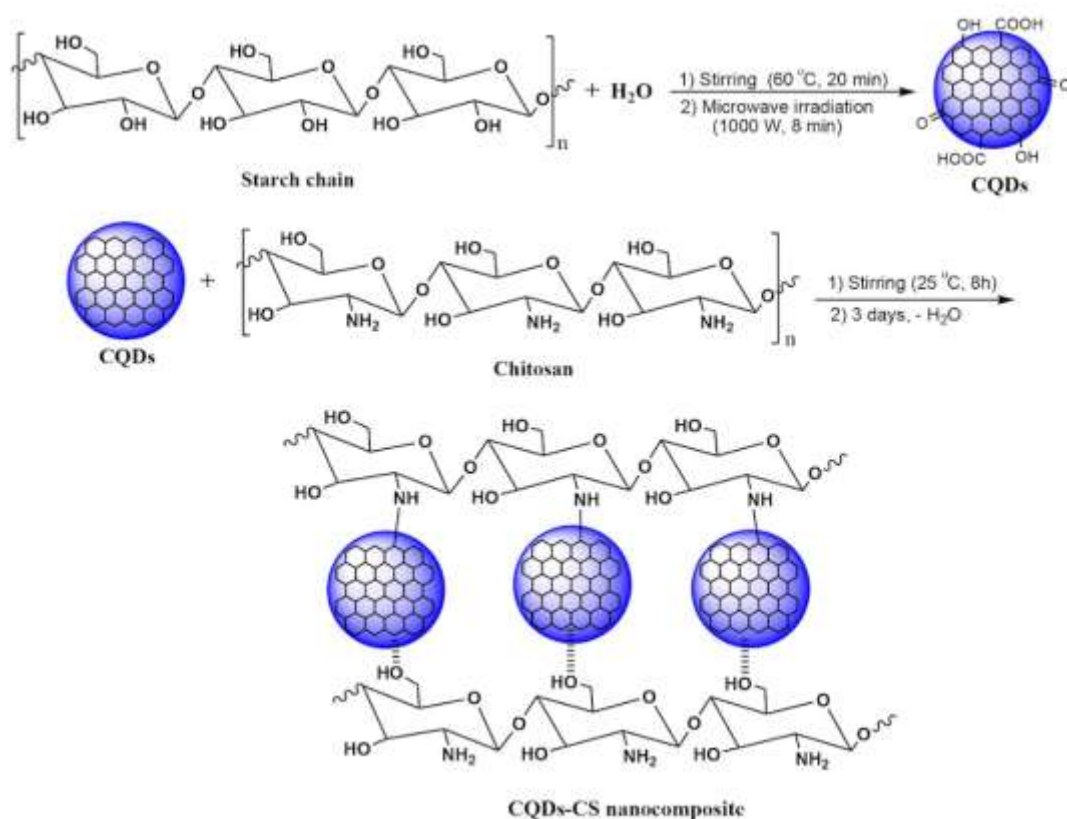 HO HO HO
O O O
O O O + H₂O
HO OH HO OH HO OH
n
Starch chain
1) Stirring (60 °C, 20 min)
2) Microwave irradiation
(1000 W, 8 min)
OH COOH
O
O
HOOC OH
CQDs
CQDs
+
HO HO HO
O O O
O O O
HO NH₂ HO NH₂ HO NH₂
n
Chitosan
1) Stirring (25 °C, 8h)
2) 3 days, - H₂O
HO HO HO
O O O
O O O
HO NH HO NH HO NH
HO HO HO
O O O
O O O
HO NH₂ HO NH₂ HO NH₂
CQDs-CS nanocomposite